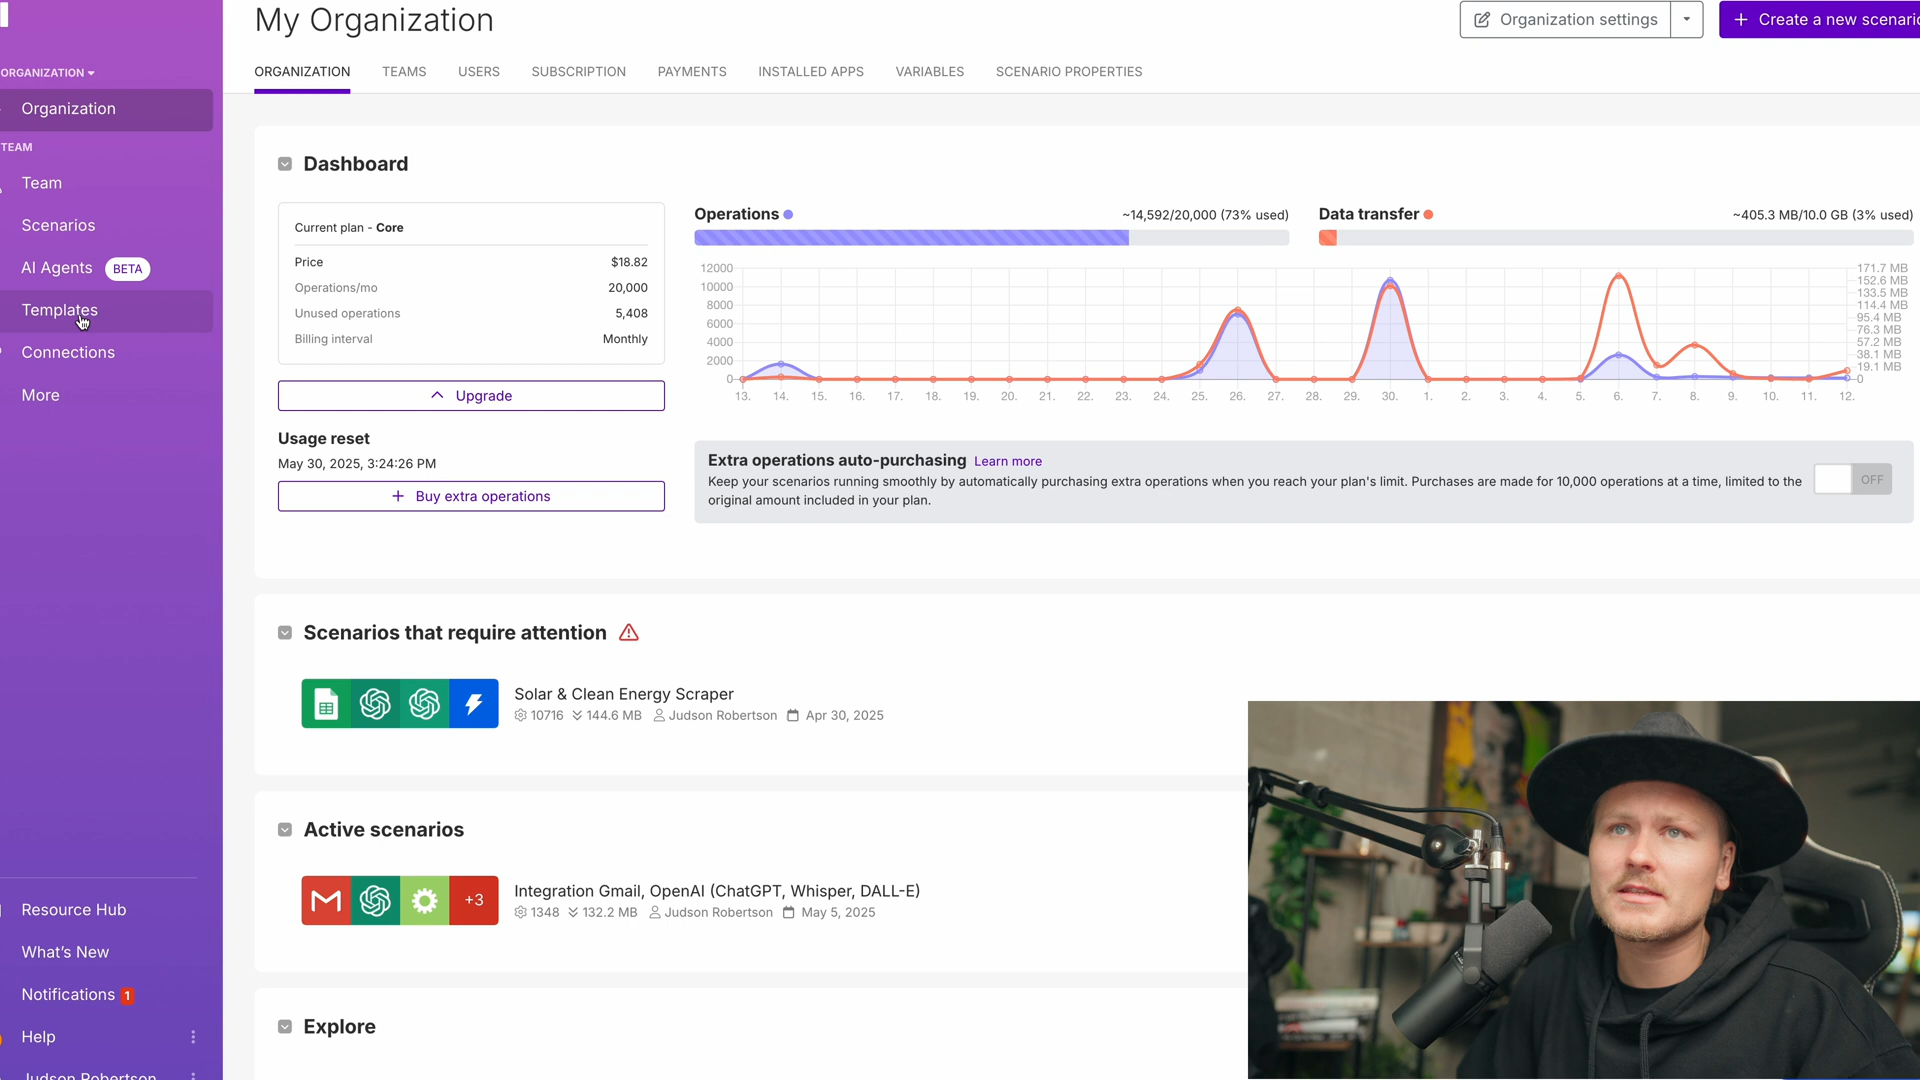 My Organization
Organization settings
Create a new scenario
ORGANIZATION
Organization
TEAM
Team
Scenarios
AI Agents BETA
Templates
Connections
More
Resource Hub
What's New
Notifications 1
Help
Judson Robertson
ORGANIZATION TEAMS USERS SUBSCRIPTION PAYMENTS INSTALLED APPS VARIABLES SCENARIO PROPERTIES
Dashboard
Current plan - Core
Price $18.82
Operations/mo 20,000
Unused operations 5,408
Billing interval Monthly
Upgrade
Usage reset
May 30, 2025, 3:24:26 PM
Buy extra operations
Operations ~14,592/20,000 (73% used)
Data transfer ~405.3 MB/10.0 GB (3% used)
12000
10000
8000
6000
4000
2000
0
171.7 MB
152.6 MB
133.5 MB
114.4 MB
95.4 MB
76.3 MB
57.2 MB
38.1 MB
19.1 MB
0
13. 14. 15. 16. 17. 18. 19. 20. 21. 22. 23. 24. 25. 26. 27. 28. 29. 30. 1. 2. 3. 4. 5. 6. 7. 8. 9. 10. 11. 12.
Extra operations auto-purchasing Learn more
Keep your scenarios running smoothly by automatically purchasing extra operations when you reach your plan's limit. Purchases are made for 10,000 operations at a time, limited to the
original amount included in your plan.
OFF
Scenarios that require attention
Solar & Clean Energy Scraper
10716 144.6 MB Judson Robertson Apr 30, 2025
Active scenarios
+3
Integration Gmail, OpenAI (ChatGPT, Whisper, DALL-E)
1348 132.2 MB Judson Robertson May 5, 2025
Explore